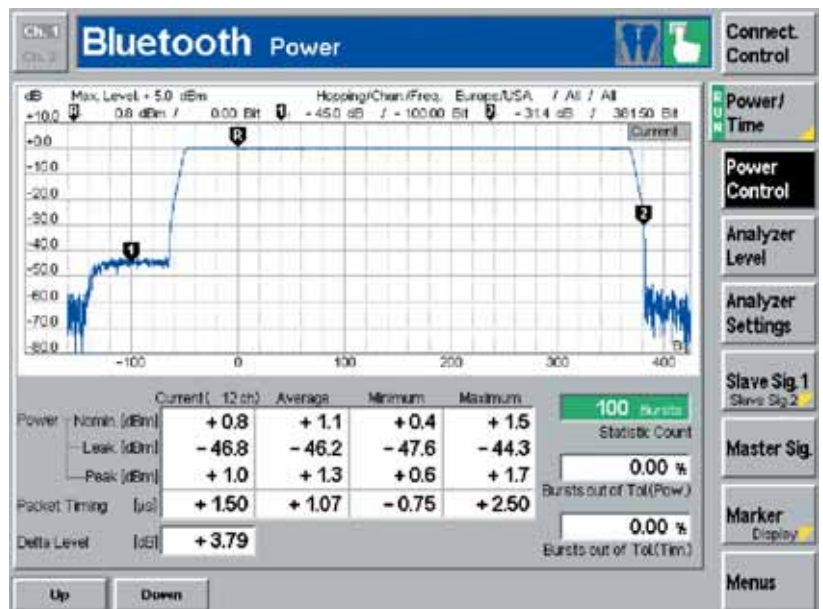 Ch. 1
Ch. 2
Bluetooth Power
Connect.
Control
dB Max. Level + 5.0 dBm Hopping/Chan./Freq. Europe/USA / All / All
R 0.8 dBm / 0.00 Bit 1 - 45.0 dB / - 100.00 Bit 2 - 31.4 dB / 381.50 Bit
+10.0
Current
+0.0
-20.0
-30.0
-40.0
-50.0
-60.0
-70.0
-80.0
R
1
2
Bit
-100 0 100 200 300 400
RUN
Power/
Time
Power
Control
Analyzer
Level
Analyzer
Settings
Slave Sig.1
Slave Sig.2
Master Sig.
Marker
Display
Menus
Current( 12 ch) Average Minimum Maximum
Power Nomin. [dBm] + 0.8 + 1.1 + 0.4 + 1.5
Leak [dBm] - 46.8 - 46.2 - 47.6 - 44.3
Peak [dBm] + 1.0 + 1.3 + 0.6 + 1.7
Packet Timing [µs] + 1.50 + 1.07 - 0.75 + 2.50
Delta Level [dB] + 3.79
100 Bursts
Statistic Count
0.00 %
Bursts out of Tol.(Pow.)
0.00 %
Bursts out of Tol.(Tim.)
Up Down